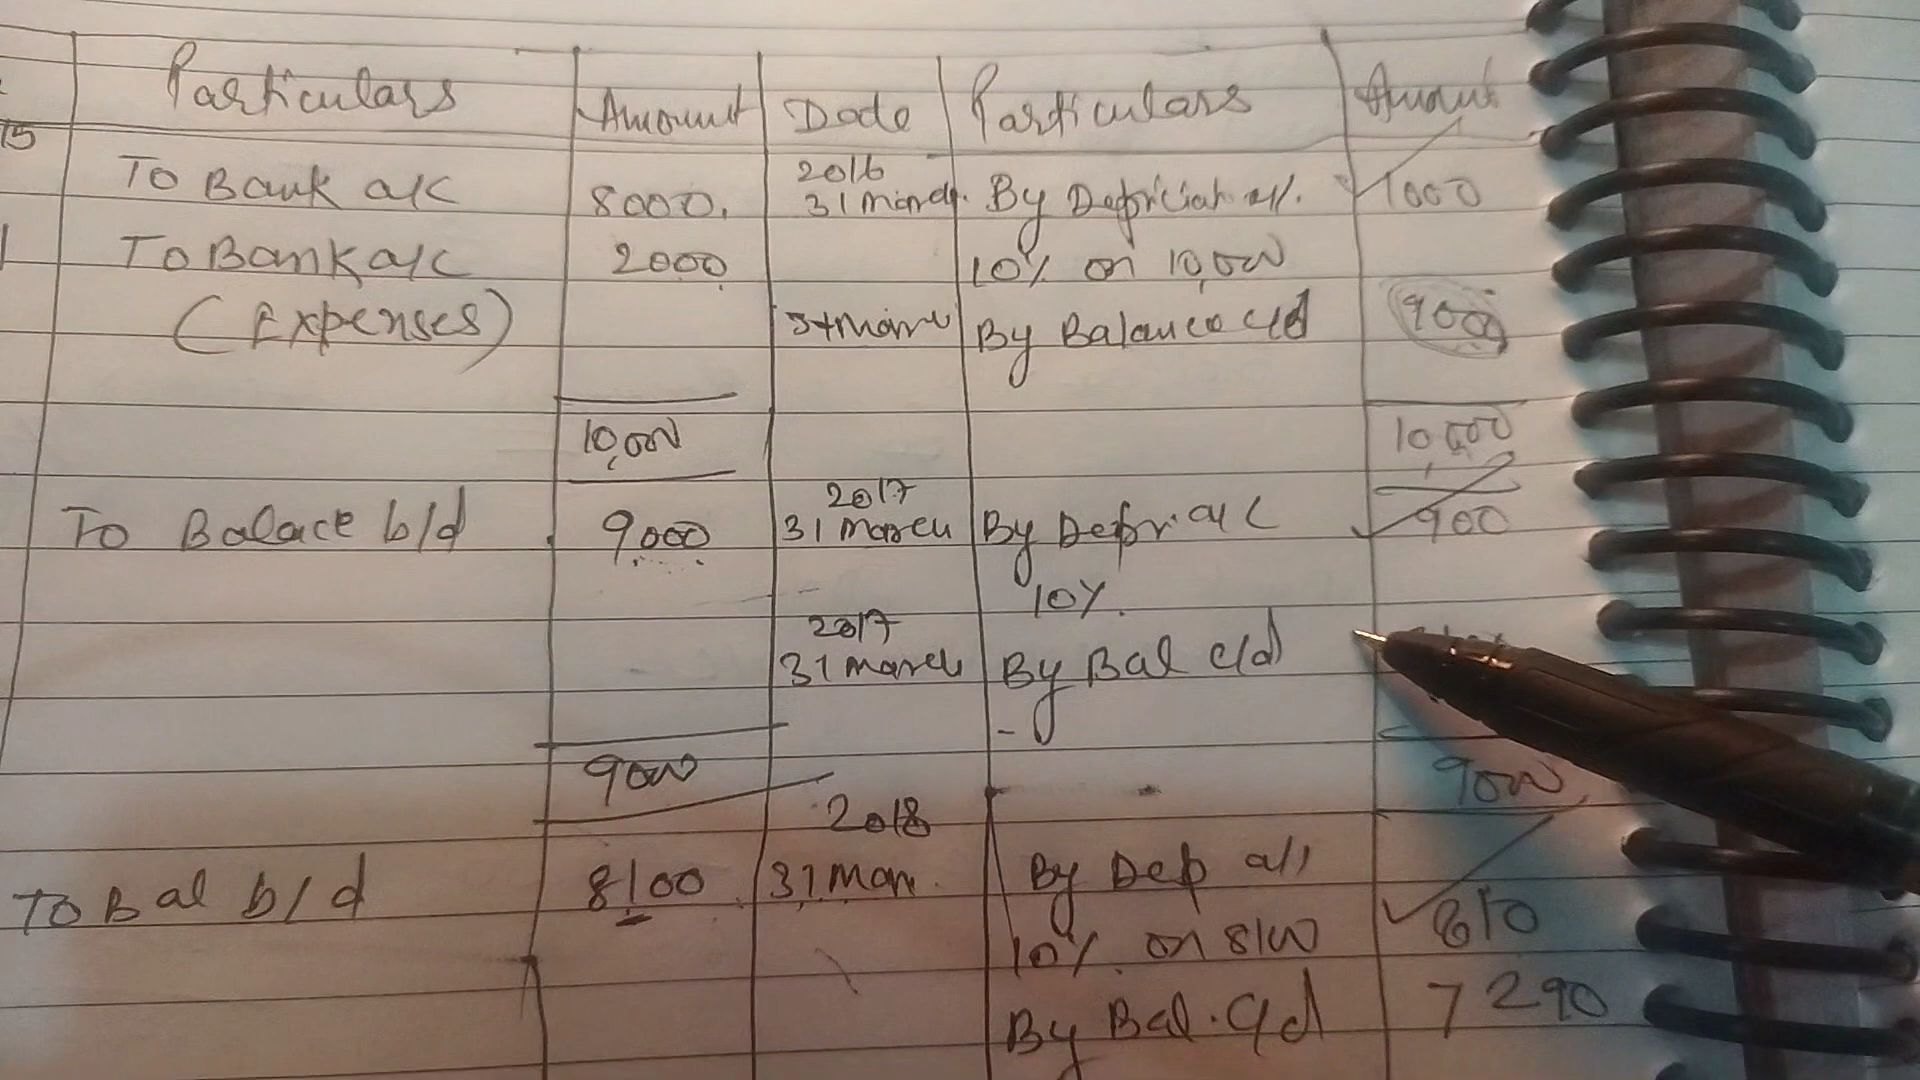 Particulars Amount Date Particulars Amount
15
To Bank a/c 8000. 2016 31 March. By Depriciah a/c. 1000
To Bank a/c 2000 10% on 10,000
(Expenses) 31 March By Balance c/d 9000
10,000 10,000
To Balace b/d 9000 2017 31 March By Depr. a/c 900
10%.
2017 31 March By Bal c/d
9000 9000
2018
To Bal b/d 8100 31 Mar. By Dep a/c
10% on 8100 810
By Bal. c/d 7290